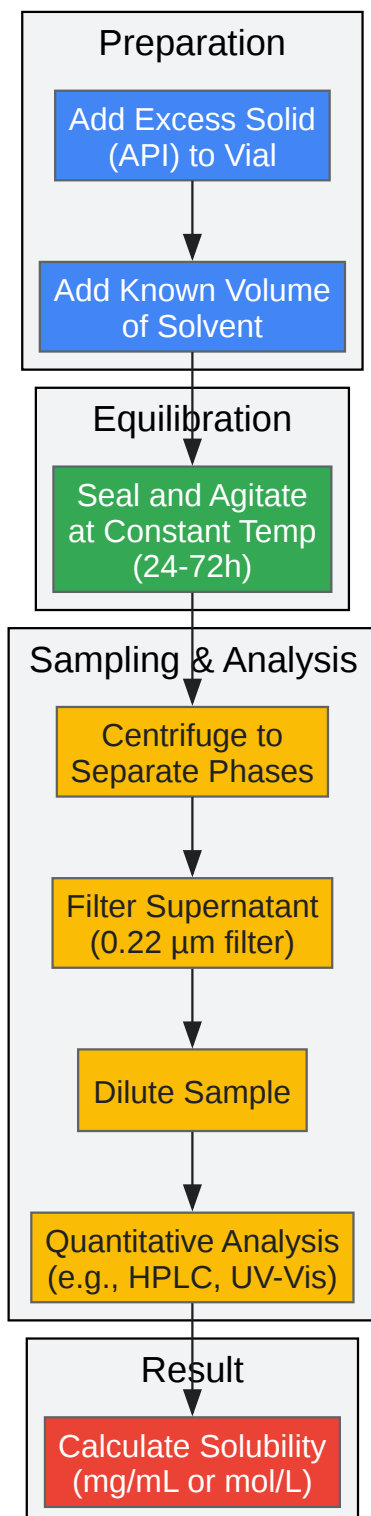 Preparation
Add Excess Solid
(API) to Vial
Add Known Volume
of Solvent
Equilibration
Seal and Agitate
at Constant Temp
(24-72h)
Sampling & Analysis
Centrifuge to
Separate Phases
Filter Supernatant
(0.22 µm filter)
Dilute Sample
Quantitative Analysis
(e.g., HPLC, UV-Vis)
Result
Calculate Solubility
(mg/mL or mol/L)